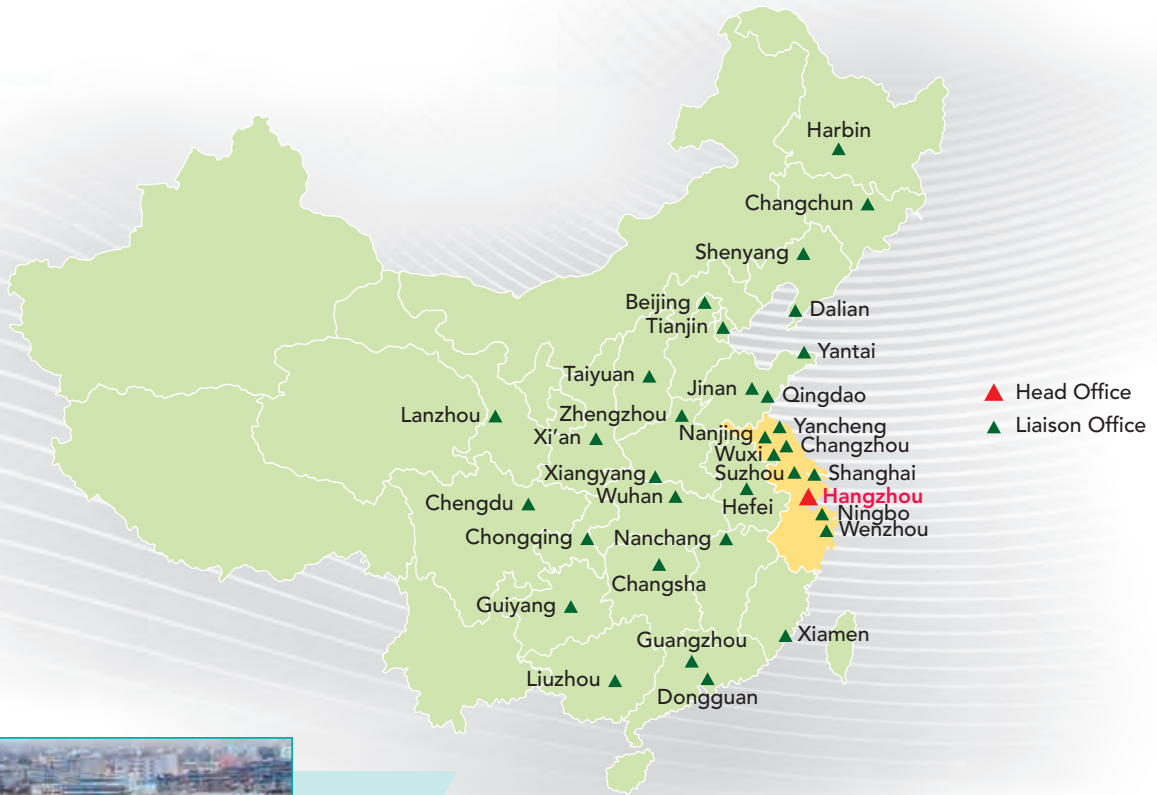 Harbin
Changchun
Shenyang
Beijing
Dalian
Tianjin
Yantai
Taiyuan
Jinan
Qingdao
Head Office
Lanzhou
Zhengzhou
Yancheng
Liaison Office
Xi’an
Nanjing
Changzhou
Wuxi
Xiangyang
Suzhou
Shanghai
Chengdu
Wuhan
Hefei
Hangzhou
Ningbo
Wenzhou
Chongqing
Nanchang
Changsha
Guiyang
Guangzhou
Xiamen
Liuzhou
Dongguan